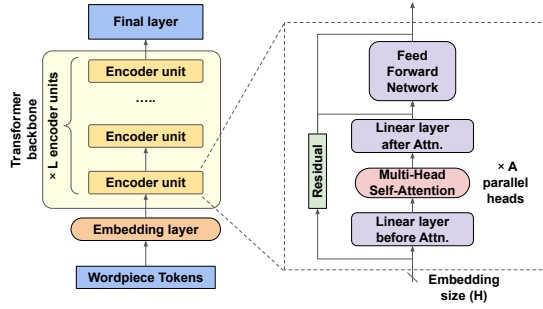 Final layer
Transformer
backbone
× L encoder units
Encoder unit
.....
Encoder unit
Encoder unit
Embedding layer
Wordpiece Tokens
Feed
Forward
Network
Linear layer
after Attn.
Residual
Multi-Head
Self-Attention
× A
parallel
heads
Linear layer
before Attn.
Embedding
size (H)